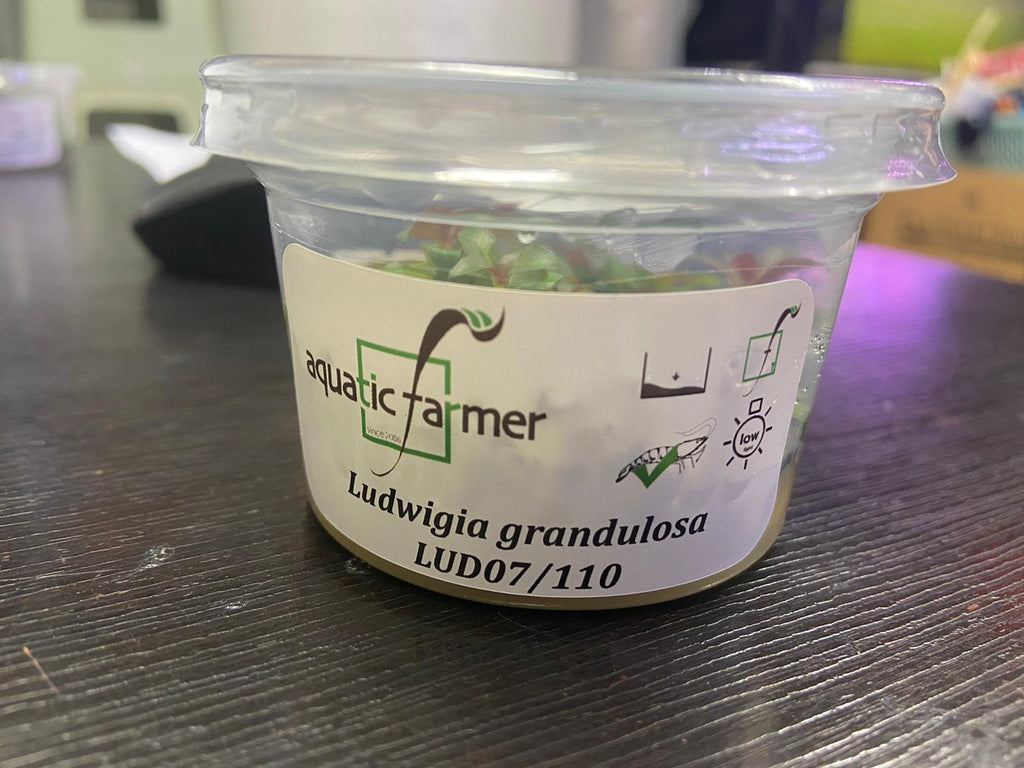 aquatic farmer
since 2006
low
Ludwigia grandulosa
LUD07/110